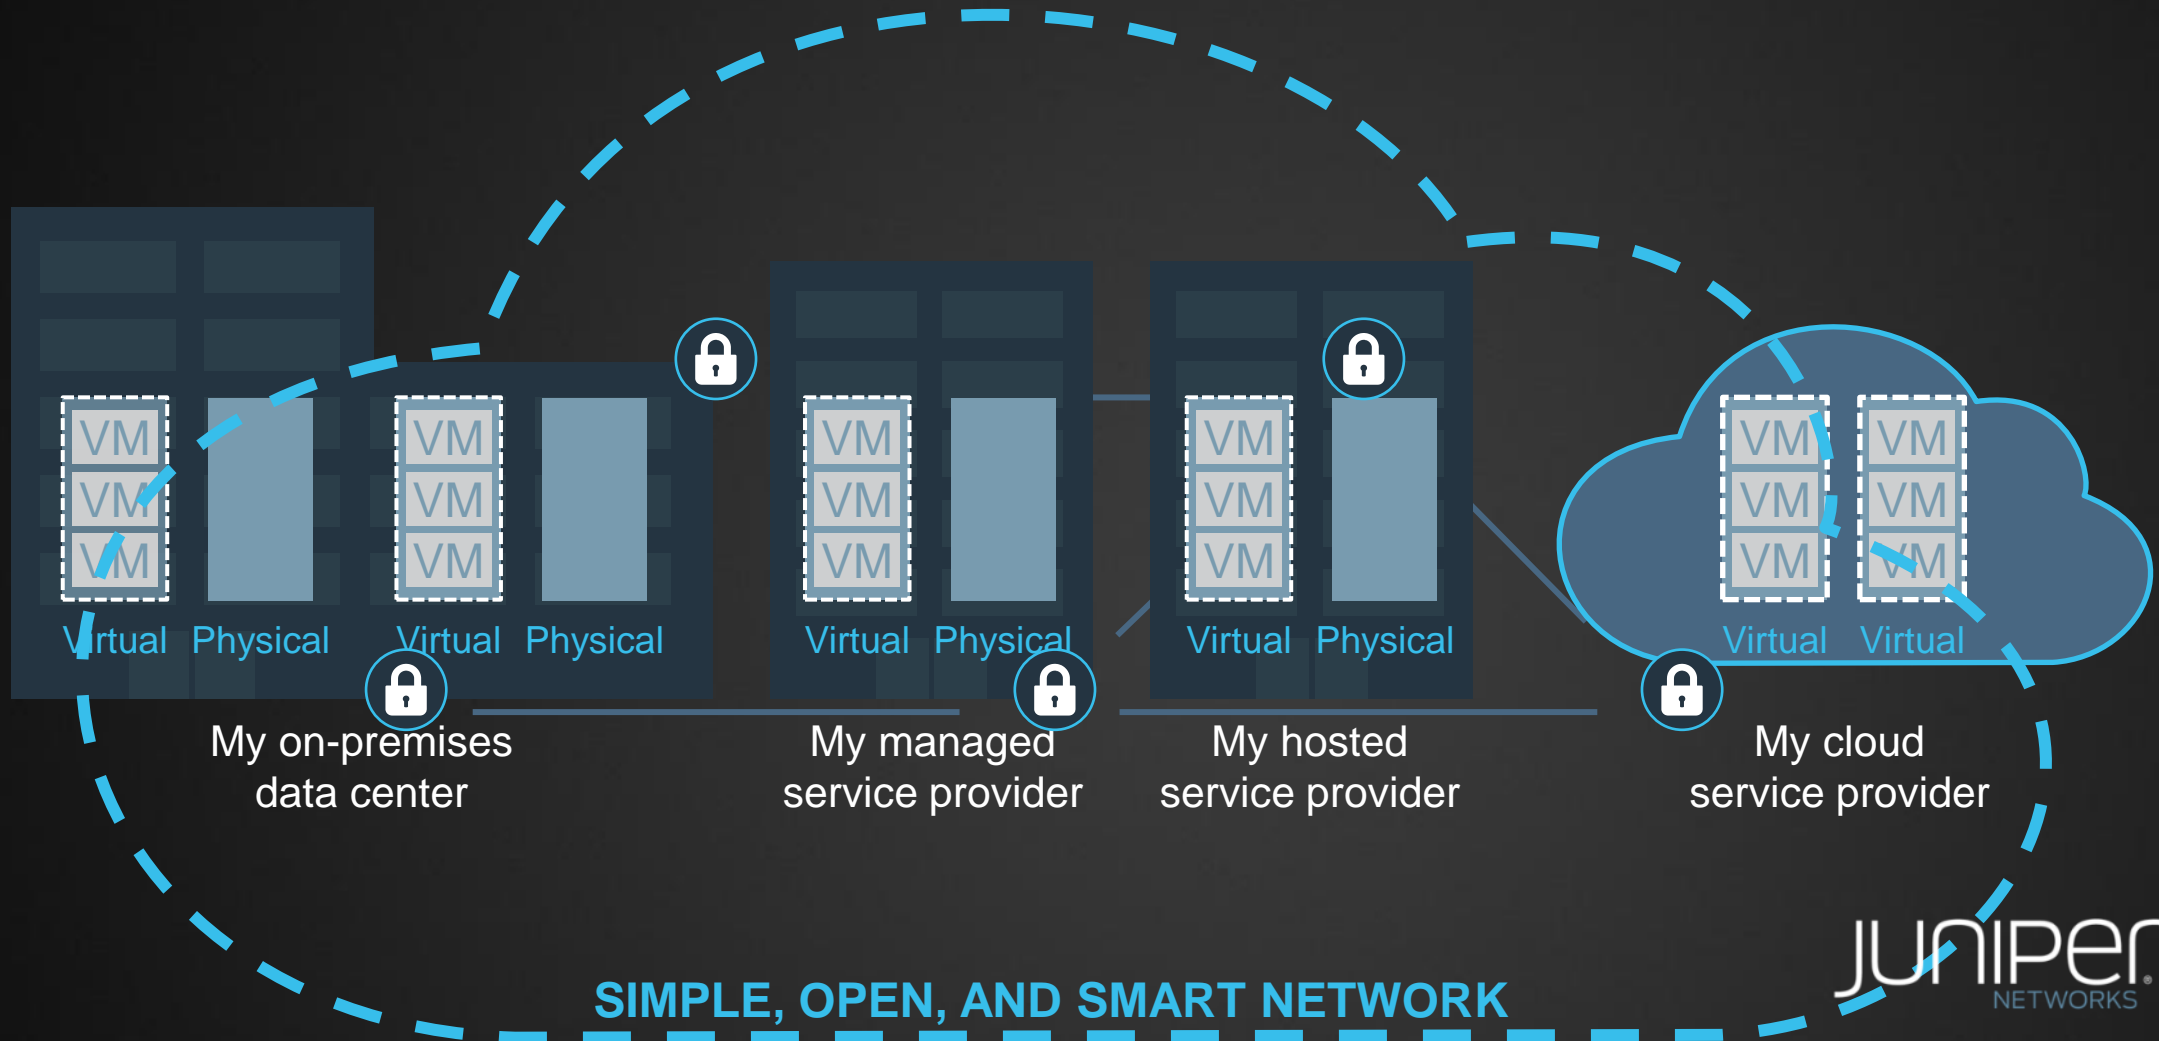 VM VM VM VM VM VM
VM VM VM VM VM VM
VM VM VM VM VM VM
Virtual Physical Virtual Physical Virtual Physical Virtual Physical Virtual Virtual
My on-premises
data center
My managed
service provider
My hosted
service provider
My cloud
service provider
SIMPLE, OPEN, AND SMART NETWORK
JUNIPER
NETWORKS